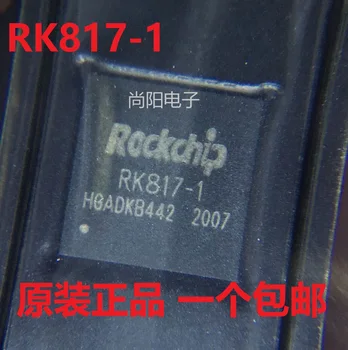 RK817-1
尚阳电子
Rockchip
RK817-1
HGADKB442 2007
原装正品 一个包邮